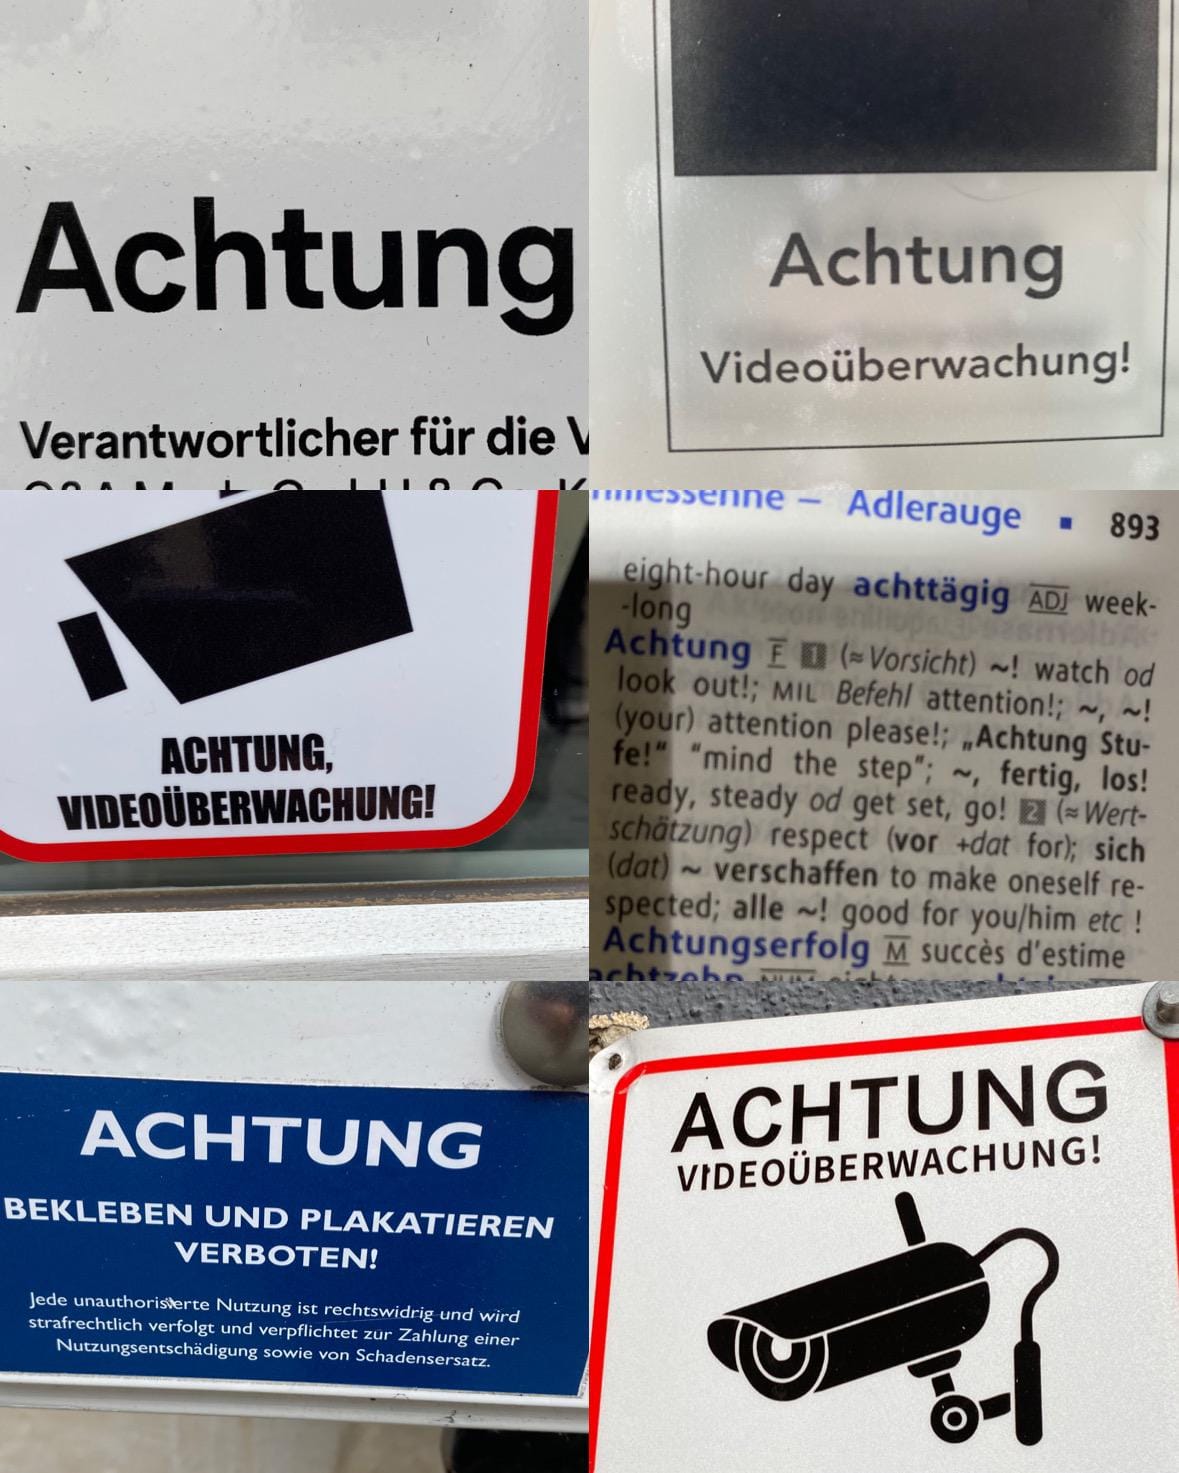 Achtung
Verantwortlicher für die V
Achtung
Videoüberwachung!
ACHTUNG,
VIDEOÜBERWACHUNG!
– Adlerauge ▪ 893
eight-hour day achttägig ADJ week-
-long
Achtung F 1 (≈Vorsicht) ~! watch od
look out!; MIL Befehl attention!; ~, ~!
(your) attention please!; „Achtung Stu-
fe!“ “mind the step”; ~, fertig, los!
ready, steady od get set, go! 2 (≈Wert-
schätzung) respect (vor +dat for); sich
(dat) ~ verschaffen to make oneself re-
spected; alle ~! good for you/him etc !
Achtungserfolg M succès d'estime
ACHTUNG
BEKLEBEN UND PLAKATIEREN
VERBOTEN!
Jede unauthorisierte Nutzung ist rechtswidrig und wird
strafrechtlich verfolgt und verpflichtet zur Zahlung einer
Nutzungsentschädigung sowie von Schadensersatz.
ACHTUNG
VIDEOÜBERWACHUNG!